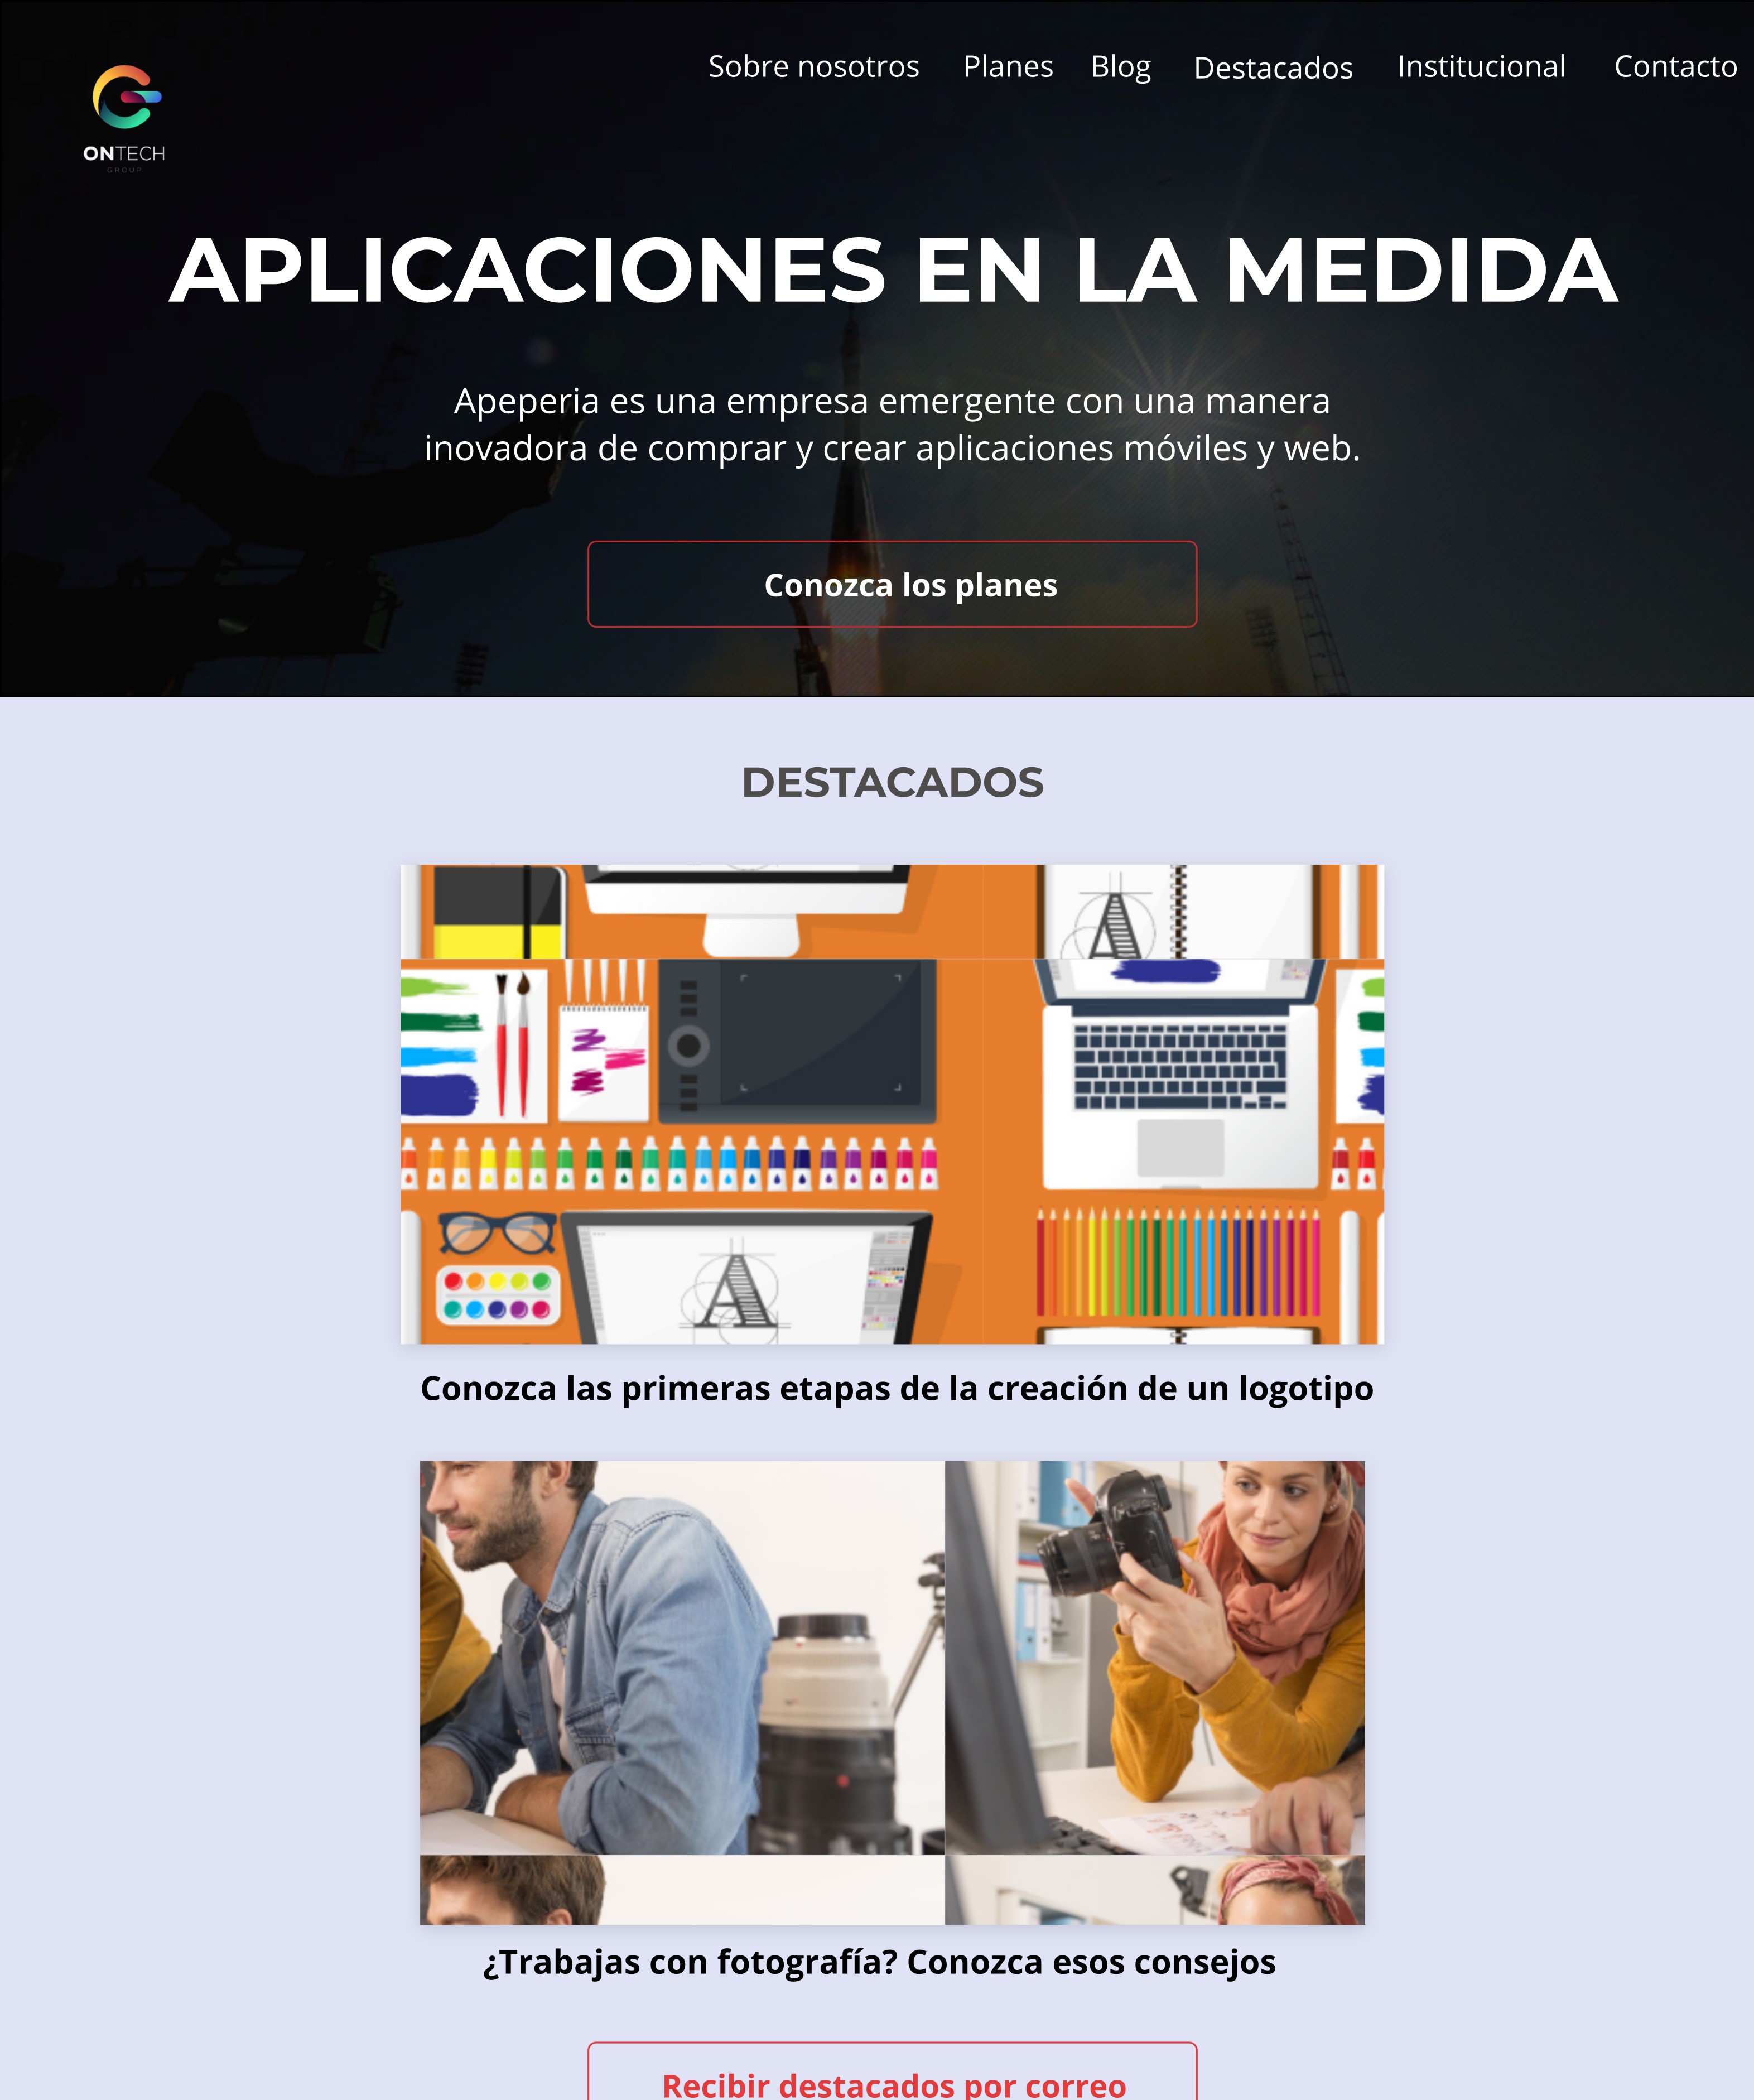 Sobre nosotros Planes Blog Destacados Institucional Contacto
ONTECH
GROUP
APLICACIONES EN LA MEDIDA
Apeperia es una empresa emergente con una manera
inovadora de comprar y crear aplicaciones móviles y web.
Conozca los planes
DESTACADOS
A
A
Conozca las primeras etapas de la creación de un logotipo
¿Trabajas con fotografía? Conozca esos consejos
Recibir destacados por correo